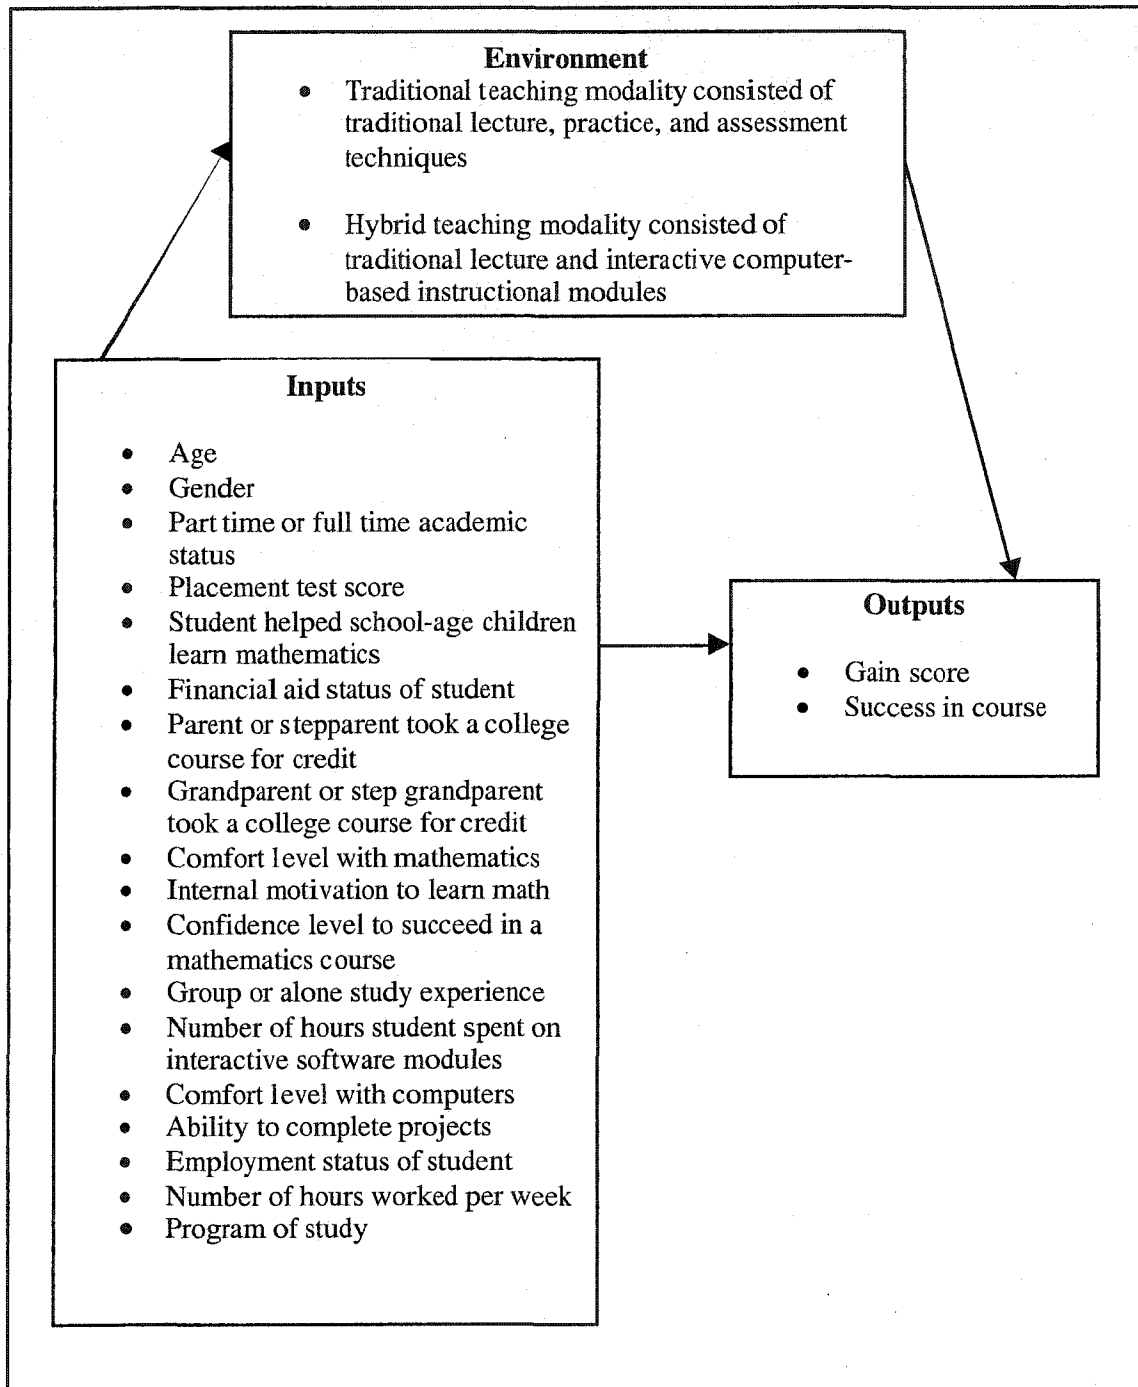 Environment
• Traditional teaching modality consisted of
traditional lecture, practice, and assessment
techniques
• Hybrid teaching modality consisted of
traditional lecture and interactive computer-
based instructional modules
Inputs
• Age
• Gender
• Part time or full time academic
status
• Placement test score
• Student helped school-age children
learn mathematics
• Financial aid status of student
• Parent or stepparent took a college
course for credit
• Grandparent or step grandparent
took a college course for credit
• Comfort level with mathematics
• Internal motivation to learn math
• Confidence level to succeed in a
mathematics course
• Group or alone study experience
• Number of hours student spent on
interactive software modules
• Comfort level with computers
• Ability to complete projects
• Employment status of student
• Number of hours worked per week
• Program of study
Outputs
• Gain score
• Success in course